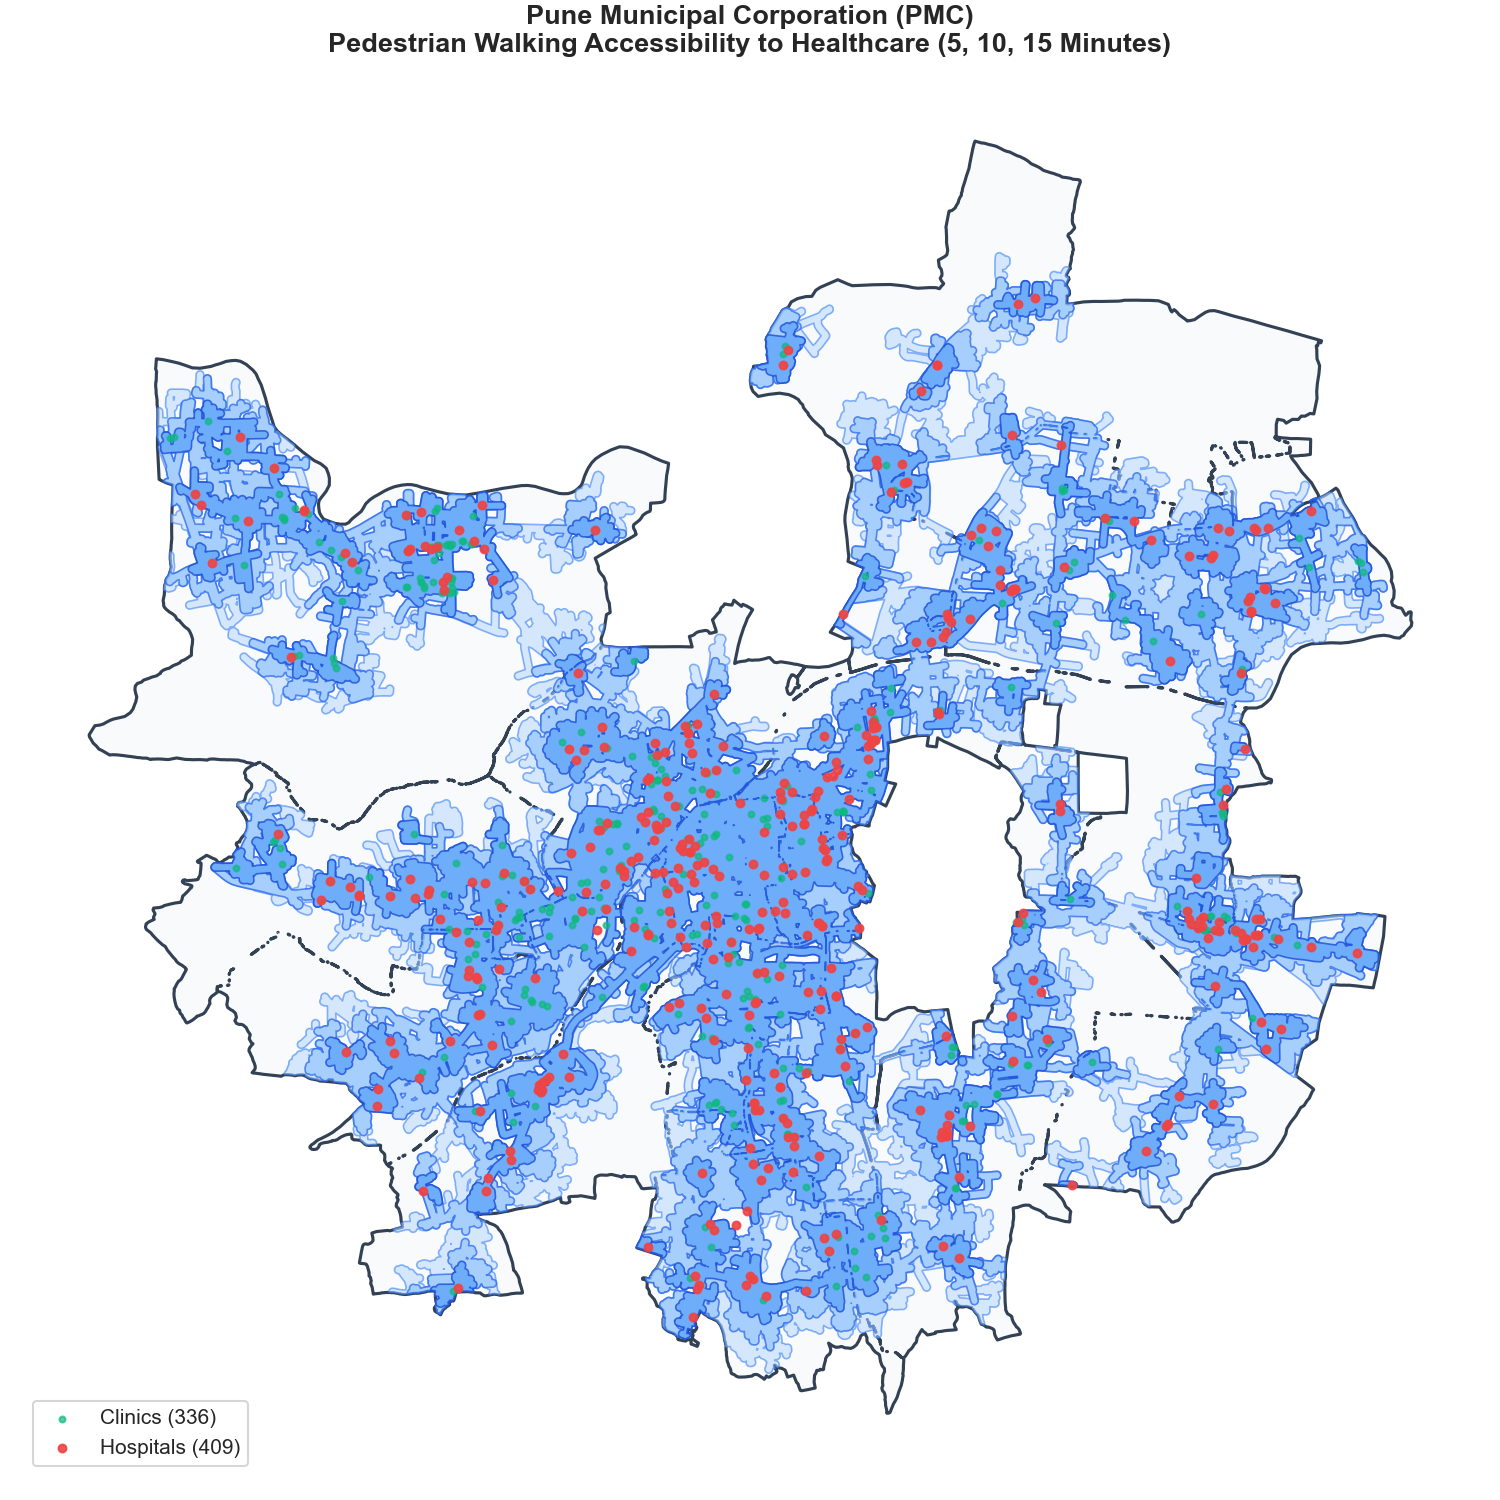 Pune Municipal Corporation (PMC)
Pedestrian Walking Accessibility to Healthcare (5, 10, 15 Minutes)
Clinics (336)
Hospitals (409)